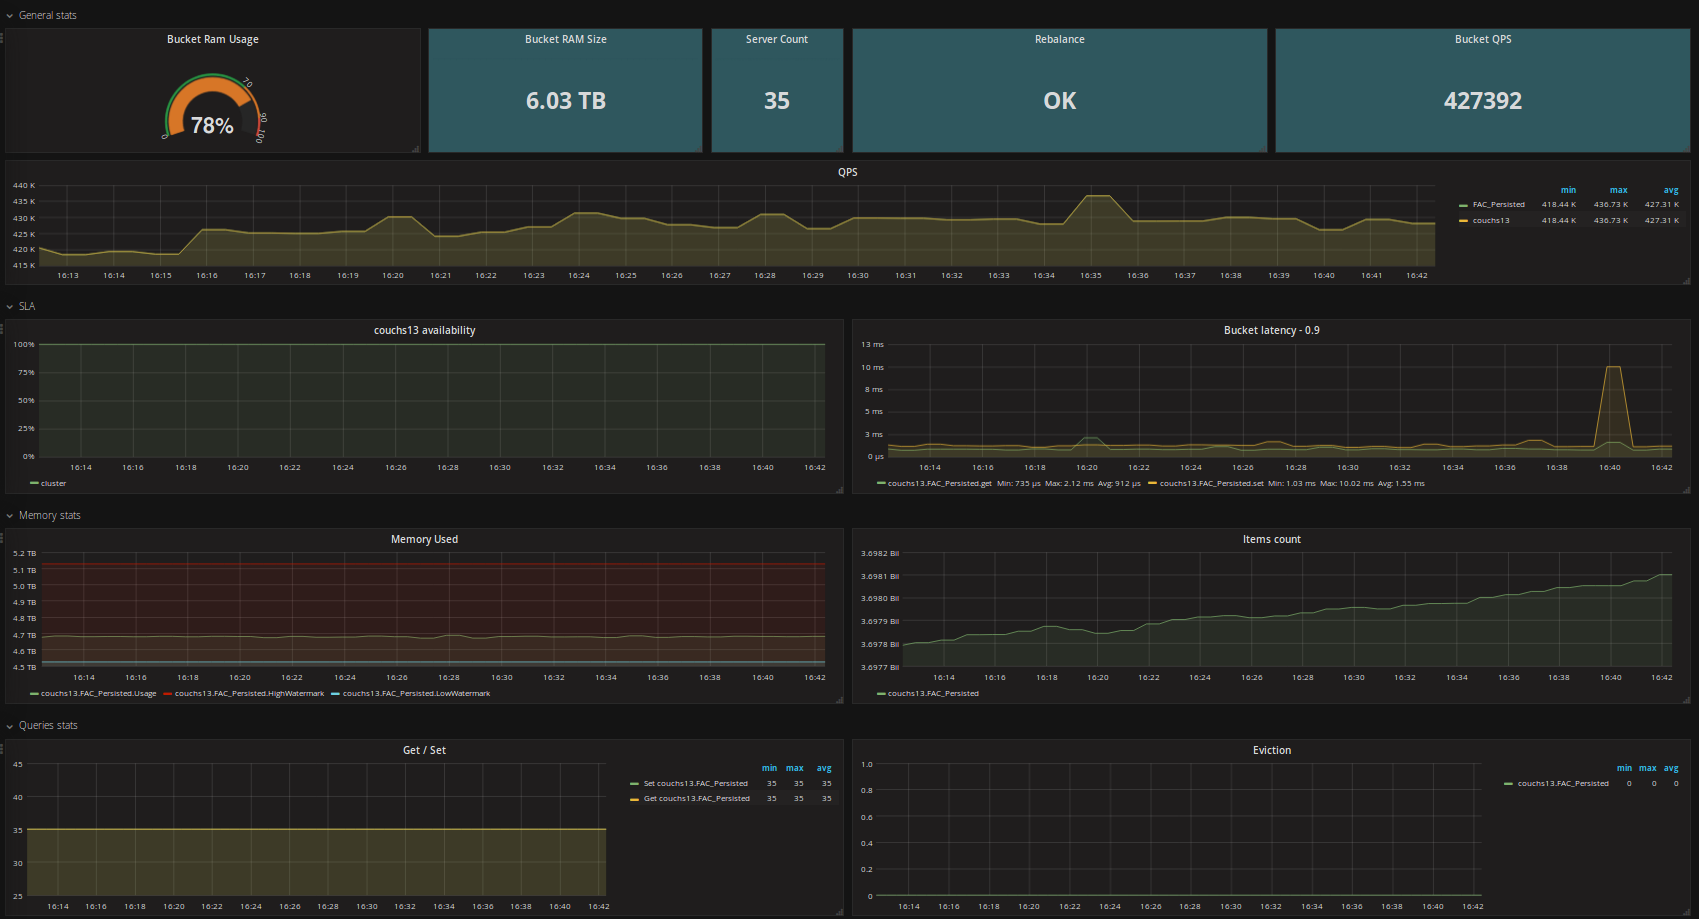 General stats
Bucket Ram Usage
0 70 90 100
78%
Bucket RAM Size
6.03 TB
Server Count
35
Rebalance
OK
Bucket QPS
427392
QPS
440 K
435 K
430 K
425 K
420 K
415 K
16:13 16:14 16:15 16:16 16:17 16:18 16:19 16:20 16:21 16:22 16:23 16:24 16:25 16:26 16:27 16:28 16:29 16:30 16:31 16:32 16:33 16:34 16:35 16:36 16:37 16:38 16:39 16:40 16:41 16:42
min max avg
FAC_Persisted 418.44 K 436.73 K 427.31 K
couchs13 418.44 K 436.73 K 427.31 K
SLA
couchs13 availability
100%
75%
50%
25%
0%
16:14 16:16 16:18 16:20 16:22 16:24 16:26 16:28 16:30 16:32 16:34 16:36 16:38 16:40 16:42
cluster
Bucket latency - 0.9
13 ms
10 ms
8 ms
5 ms
3 ms
0 µs
16:14 16:16 16:18 16:20 16:22 16:24 16:26 16:28 16:30 16:32 16:34 16:36 16:38 16:40 16:42
couchs13.FAC_Persisted.get Min: 735 µs Max: 2.12 ms Avg: 912 µs couchs13.FAC_Persisted.set Min: 1.03 ms Max: 10.02 ms Avg: 1.55 ms
Memory stats
Memory Used
5.2 TB
5.1 TB
5.0 TB
4.9 TB
4.8 TB
4.7 TB
4.6 TB
4.5 TB
16:14 16:16 16:18 16:20 16:22 16:24 16:26 16:28 16:30 16:32 16:34 16:36 16:38 16:40 16:42
couchs13.FAC_Persisted.Usage couchs13.FAC_Persisted.HighWatermark couchs13.FAC_Persisted.LowWatermark
Items count
3.6982 Bil
3.6981 Bil
3.6980 Bil
3.6979 Bil
3.6978 Bil
3.6977 Bil
16:14 16:16 16:18 16:20 16:22 16:24 16:26 16:28 16:30 16:32 16:34 16:36 16:38 16:40 16:42
couchs13.FAC_Persisted
Queries stats
Get / Set
45
40
35
30
25
16:14 16:16 16:18 16:20 16:22 16:24 16:26 16:28 16:30 16:32 16:34 16:36 16:38 16:40 16:42
min max avg
Set couchs13.FAC_Persisted 35 35 35
Get couchs13.FAC_Persisted 35 35 35
Eviction
1.0
0.8
0.6
0.4
0.2
0
16:14 16:16 16:18 16:20 16:22 16:24 16:26 16:28 16:30 16:32 16:34 16:36 16:38 16:40 16:42
min max avg
couchs13.FAC_Persisted 0 0 0